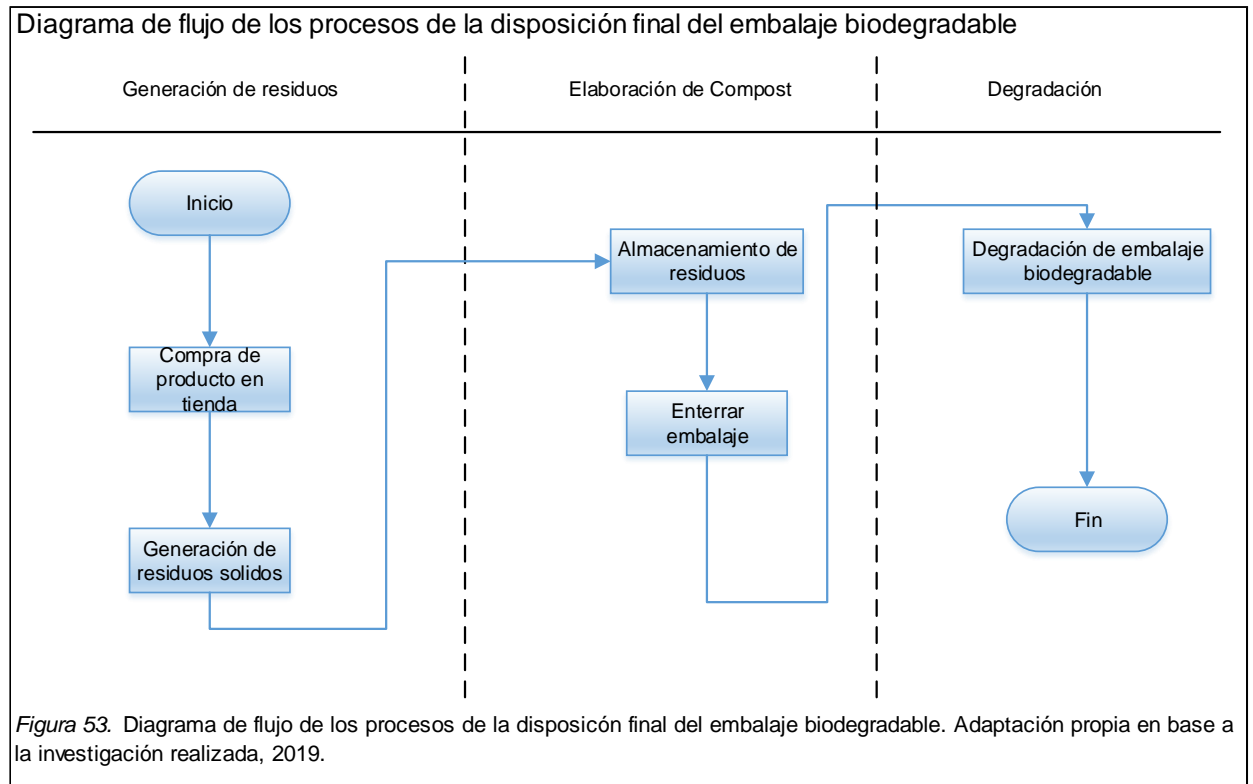 Diagrama de flujo de los procesos de la disposición final del embalaje biodegradable
Generación de residuos
Elaboración de Compost
Degradación
Inicio
Compra de
producto en
tienda
Generación de
residuos solidos
Almacenamiento de
residuos
Enterrar
embalaje
Degradación de embalaje
biodegradable
Fin
Figura 53. Diagrama de flujo de los procesos de la disposicón final del embalaje biodegradable. Adaptación propia en base a
la investigación realizada, 2019.